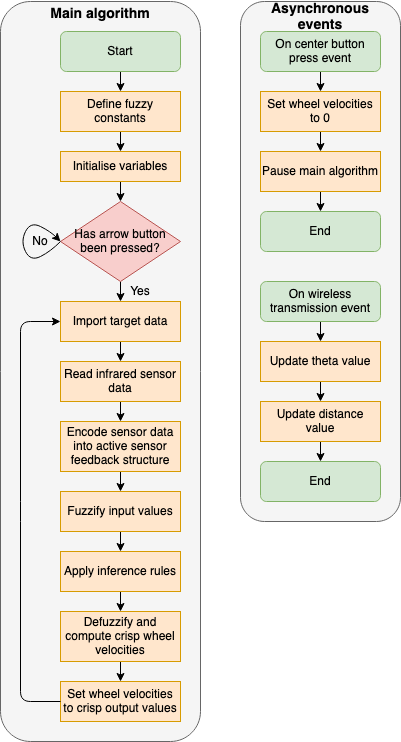 Main algorithm
Start
Define fuzzy
constants
Initialise variables
Has arrow button
been pressed?
No
Yes
Import target data
Read infrared sensor
data
Encode sensor data
into active sensor
feedback structure
Fuzzify input values
Apply inference rules
Defuzzify and
compute crisp wheel
velocities
Set wheel velocities
to crisp output values
Asynchronous
events
On center button
press event
Set wheel velocities
to 0
Pause main algorithm
End
On wireless
transmission event
Update theta value
Update distance
value
End